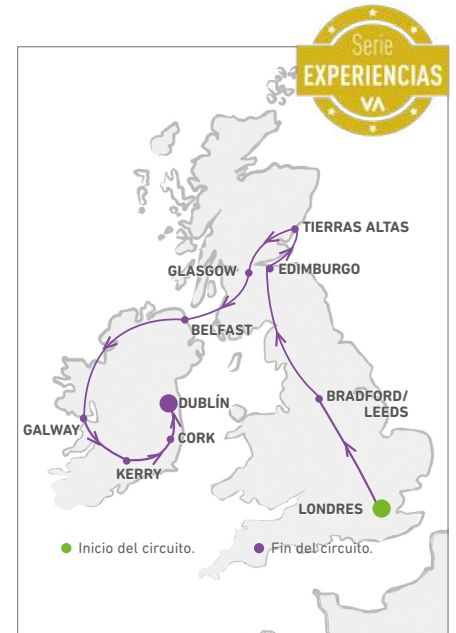 Serie
EXPERIENCIAS
VA
TIERRAS ALTAS
GLASGOW
EDIMBURGO
BELFAST
DUBLÍN
BRADFORD/
LEEDS
GALWAY
CORK
KERRY
LONDRES
Inicio del circuito.
Fin del circuito.